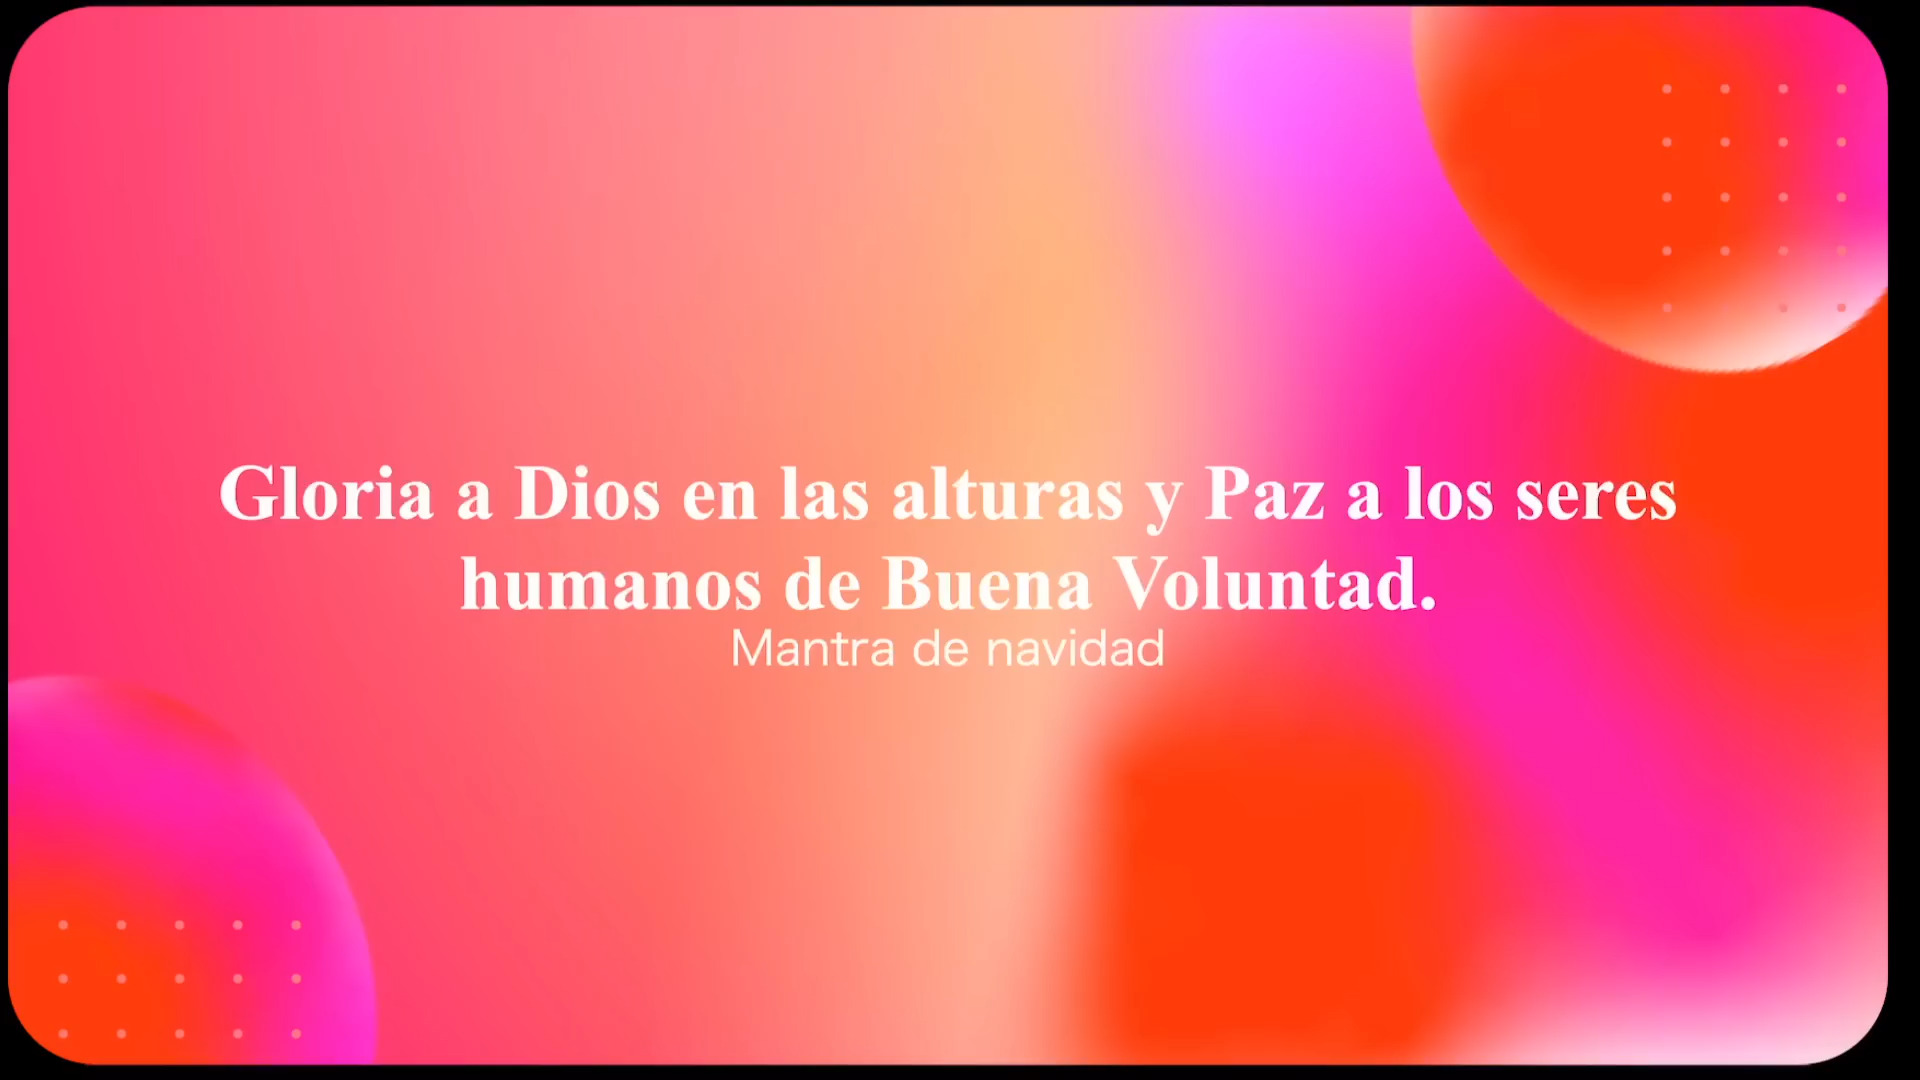 Gloria a Dios en las alturas y Paz a los seres
humanos de Buena Voluntad.
Mantra de navidad